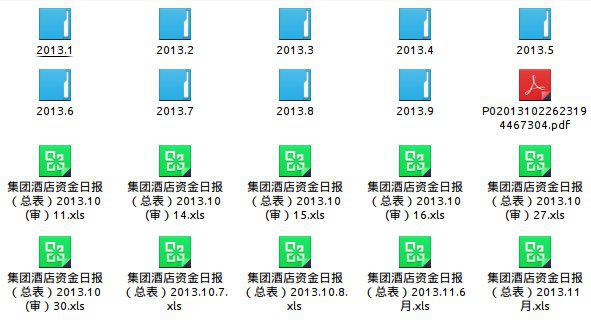 2013.1
2013.2
2013.3
2013.4
2013.5
2013.6
2013.7
2013.8
2013.9
P02013102262319
4467304.pdf
集团酒店资金日报
（总表）2013.10
(审）11.xls
集团酒店资金日报
（总表）2013.10
(审）14.xls
集团酒店资金日报
（总表）2013.10
(审）15.xls
集团酒店资金日报
（总表）2013.10
(审）16.xls
集团酒店资金日报
（总表）2013.10
(审）27.xls
集团酒店资金日报
（总表）2013.10
(审）30.xls
集团酒店资金日报
（总表）2013.10.7.
xls
集团酒店资金日报
（总表）2013.10.8.
xls
集团酒店资金日报
（总表）2013.11.6
月.xls
集团酒店资金日报
（总表）2013.11
月.xls